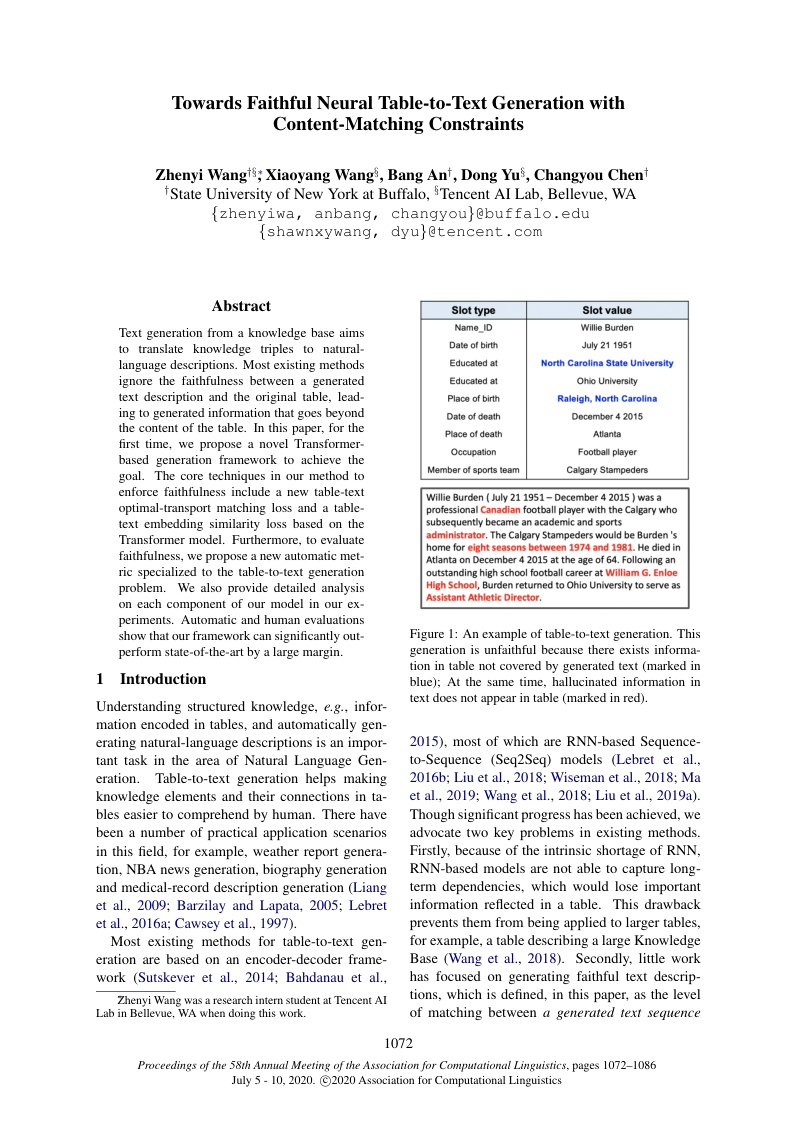 Towards Faithful Neural Table-to-Text Generation with
Content-Matching Constraints
Zhenyi Wang†§,* Xiaoyang Wang§, Bang An†, Dong Yu§, Changyou Chen†
†State University of New York at Buffalo, §Tencent AI Lab, Bellevue, WA
{zhenyiwa, anbang, changyou}@buffalo.edu
{shawnxywang, dyu}@tencent.com
Abstract
Text generation from a knowledge base aims
to translate knowledge triples to natural-
language descriptions. Most existing methods
ignore the faithfulness between a generated
text description and the original table, lead-
ing to generated information that goes beyond
the content of the table. In this paper, for the
first time, we propose a novel Transformer-
based generation framework to achieve the
goal. The core techniques in our method to
enforce faithfulness include a new table-text
optimal-transport matching loss and a table-
text embedding similarity loss based on the
Transformer model. Furthermore, to evaluate
faithfulness, we propose a new automatic met-
ric specialized to the table-to-text generation
problem. We also provide detailed analysis
on each component of our model in our ex-
periments. Automatic and human evaluations
show that our framework can significantly out-
perform state-of-the-art by a large margin.
1 Introduction
Understanding structured knowledge, e.g., infor-
mation encoded in tables, and automatically gen-
erating natural-language descriptions is an impor-
tant task in the area of Natural Language Gen-
eration. Table-to-text generation helps making
knowledge elements and their connections in ta-
bles easier to comprehend by human. There have
been a number of practical application scenarios
in this field, for example, weather report genera-
tion, NBA news generation, biography generation
and medical-record description generation (Liang
et al., 2009; Barzilay and Lapata, 2005; Lebret
et al., 2016a; Cawsey et al., 1997).
Most existing methods for table-to-text gen-
eration are based on an encoder-decoder frame-
work (Sutskever et al., 2014; Bahdanau et al.,
Zhenyi Wang was a research intern student at Tencent AI
Lab in Bellevue, WA when doing this work.
Slot type Slot value
Name_ID Willie Burden
Date of birth July 21 1951
Educated at North Carolina State University
Educated at Ohio University
Place of birth Raleigh, North Carolina
Date of death December 4 2015
Place of death Atlanta
Occupation Football player
Member of sports team Calgary Stampeders
Willie Burden ( July 21 1951 – December 4 2015 ) was a
professional Canadian football player with the Calgary who
subsequently became an academic and sports
administrator. The Calgary Stampeders would be Burden 's
home for eight seasons between 1974 and 1981. He died in
Atlanta on December 4 2015 at the age of 64. Following an
outstanding high school football career at William G. Enloe
High School, Burden returned to Ohio University to serve as
Assistant Athletic Director.
Figure 1: An example of table-to-text generation. This
generation is unfaithful because there exists informa-
tion in table not covered by generated text (marked in
blue); At the same time, hallucinated information in
text does not appear in table (marked in red).
2015), most of which are RNN-based Sequence-
to-Sequence (Seq2Seq) models (Lebret et al.,
2016b; Liu et al., 2018; Wiseman et al., 2018; Ma
et al., 2019; Wang et al., 2018; Liu et al., 2019a).
Though significant progress has been achieved, we
advocate two key problems in existing methods.
Firstly, because of the intrinsic shortage of RNN,
RNN-based models are not able to capture long-
term dependencies, which would lose important
information reflected in a table. This drawback
prevents them from being applied to larger tables,
for example, a table describing a large Knowledge
Base (Wang et al., 2018). Secondly, little work
has focused on generating faithful text descrip-
tions, which is defined, in this paper, as the level
of matching between a generated text sequence
1072
Proceedings of the 58th Annual Meeting of the Association for Computational Linguistics, pages 1072–1086
July 5 - 10, 2020. ©2020 Association for Computational Linguistics